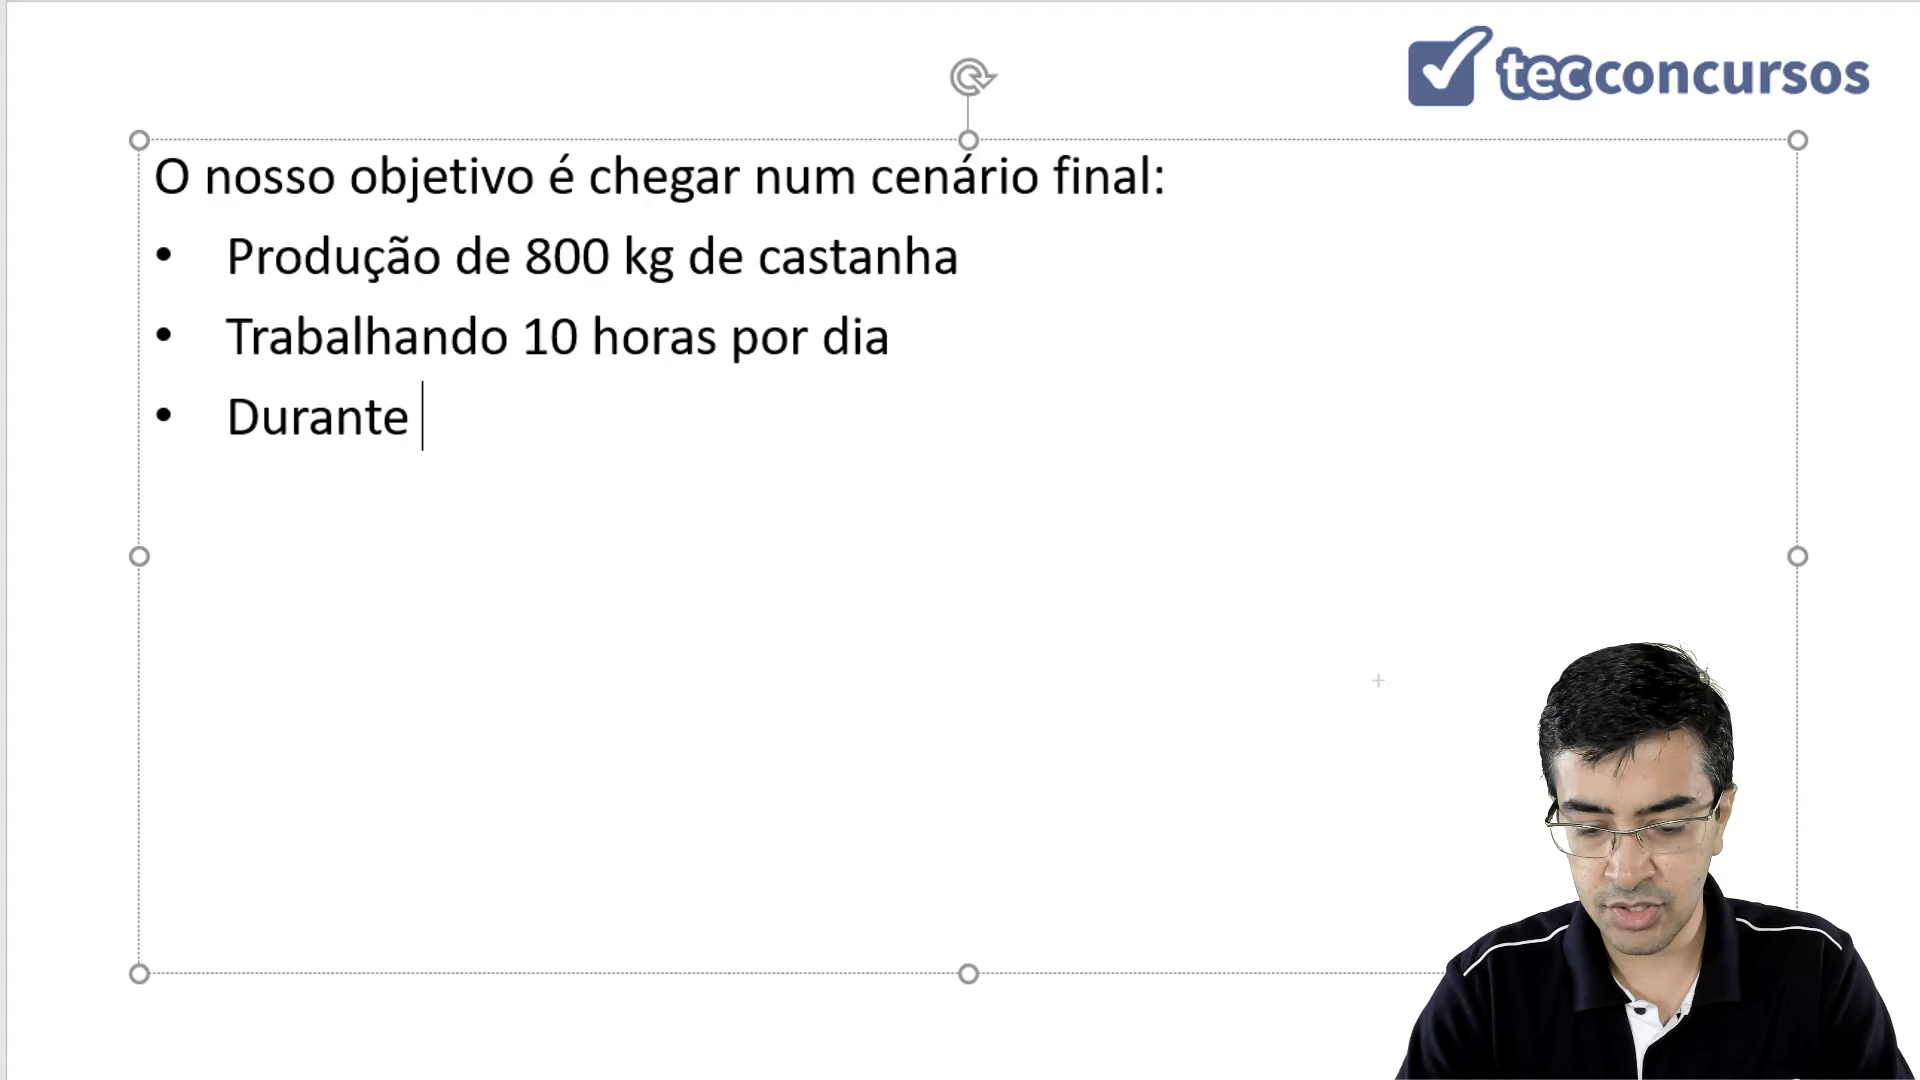 tecconcursos
O nosso objetivo é chegar num cenário final:
• Produção de 800 kg de castanha
• Trabalhando 10 horas por dia
• Durante